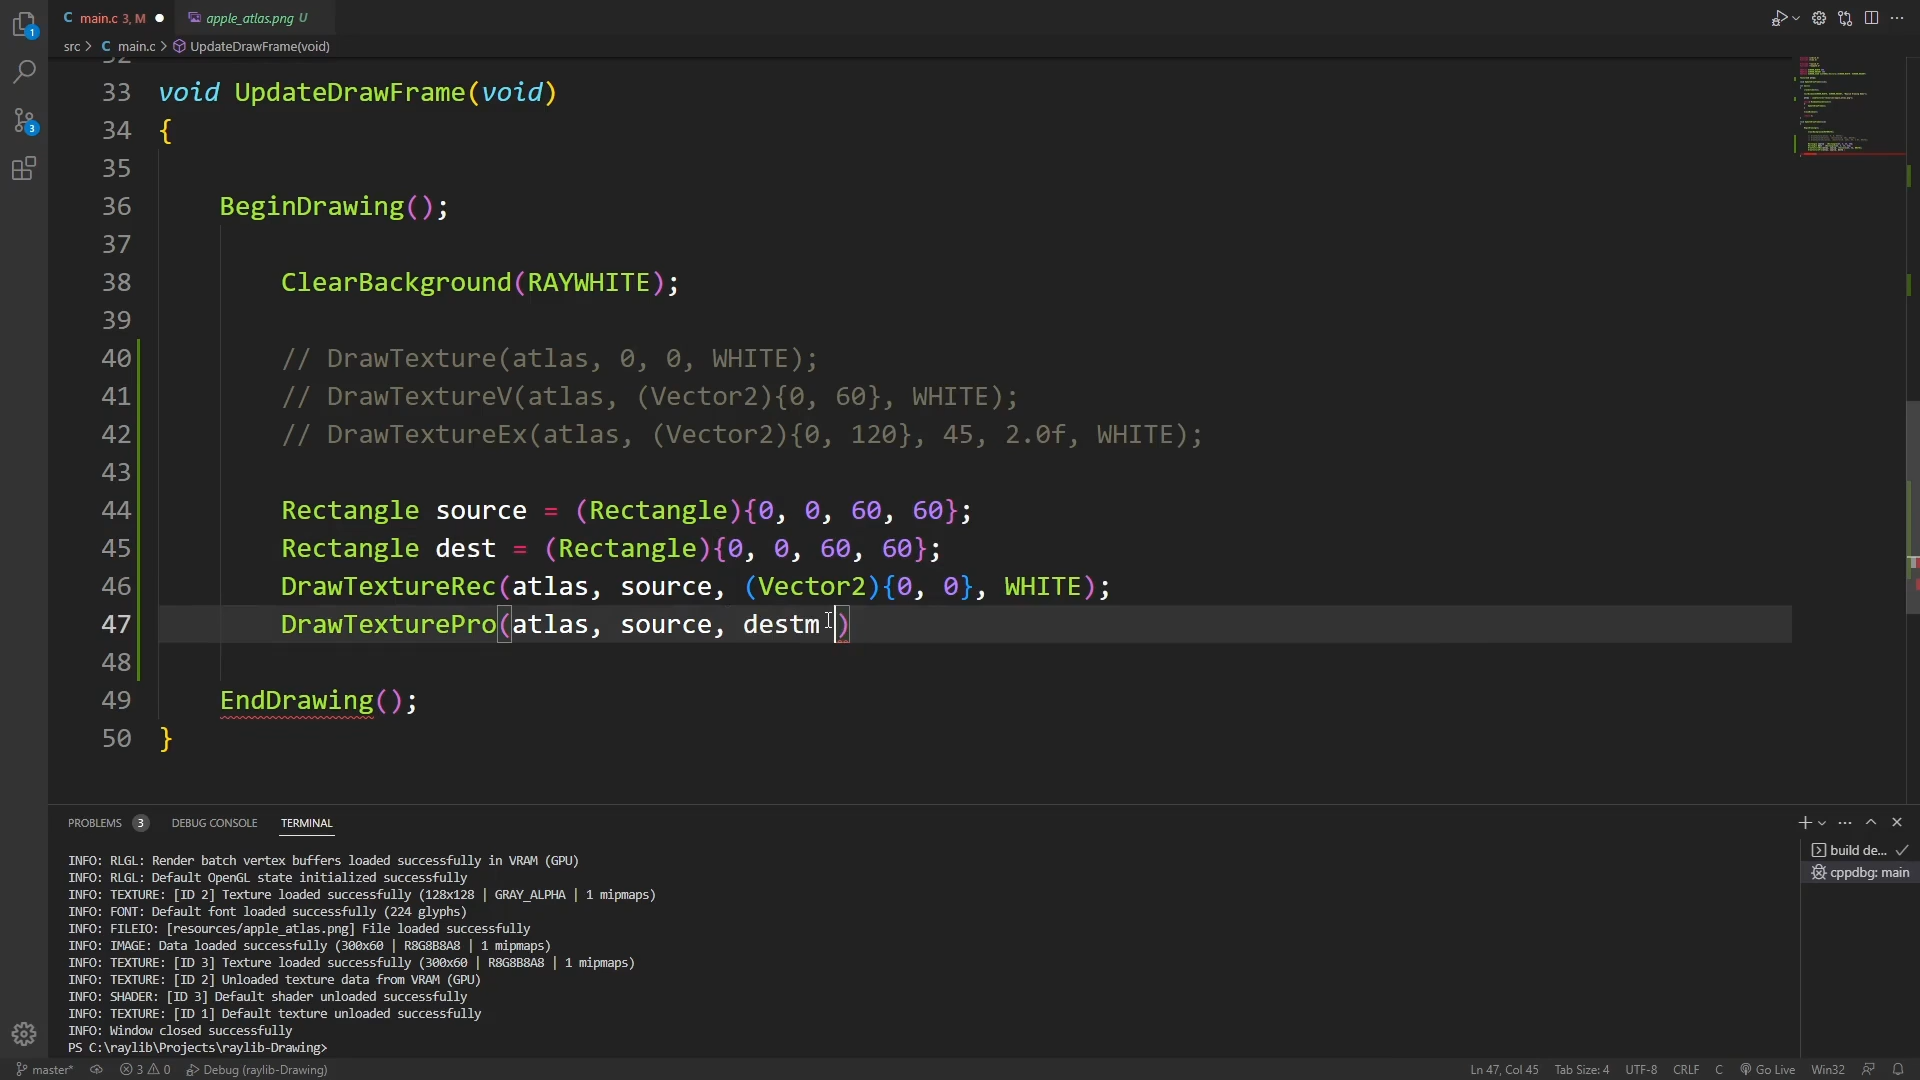 main.c 3, M
apple_atlas.png U
src > main.c > UpdateDrawFrame(void)
32
33 void UpdateDrawFrame(void)
34 {
35
36 BeginDrawing();
37
38 ClearBackground(RAYWHITE);
39
40 // DrawTexture(atlas, 0, 0, WHITE);
41 // DrawTextureV(atlas, (Vector2){0, 60}, WHITE);
42 // DrawTextureEx(atlas, (Vector2){0, 120}, 45, 2.0f, WHITE);
43
44 Rectangle source = (Rectangle){0, 0, 60, 60};
45 Rectangle dest = (Rectangle){0, 0, 60, 60};
46 DrawTextureRec(atlas, source, (Vector2){0, 0}, WHITE);
47 DrawTexturePro(atlas, source, destm )
48
49 EndDrawing();
50 }
PROBLEMS 3 DEBUG CONSOLE TERMINAL
INFO: RLGL: Render batch vertex buffers loaded successfully in VRAM (GPU)
INFO: RLGL: Default OpenGL state initialized successfully
INFO: TEXTURE: [ID 2] Texture loaded successfully (128x128 | GRAY_ALPHA | 1 mipmaps)
INFO: FONT: Default font loaded successfully (224 glyphs)
INFO: FILEIO: [resources/apple_atlas.png] File loaded successfully
INFO: IMAGE: Data loaded successfully (300x60 | R8G8B8A8 | 1 mipmaps)
INFO: TEXTURE: [ID 3] Texture loaded successfully (300x60 | R8G8B8A8 | 1 mipmaps)
INFO: TEXTURE: [ID 2] Unloaded texture data from VRAM (GPU)
INFO: SHADER: [ID 3] Default shader unloaded successfully
INFO: TEXTURE: [ID 1] Default texture unloaded successfully
INFO: Window closed successfully
PS C:\raylib\Projects\raylib-Drawing>
build de...
cppdbg: main
master* 3 0 Debug (raylib-Drawing)
Ln 47, Col 45 Tab Size: 4 UTF-8 CRLF C Go Live Win32